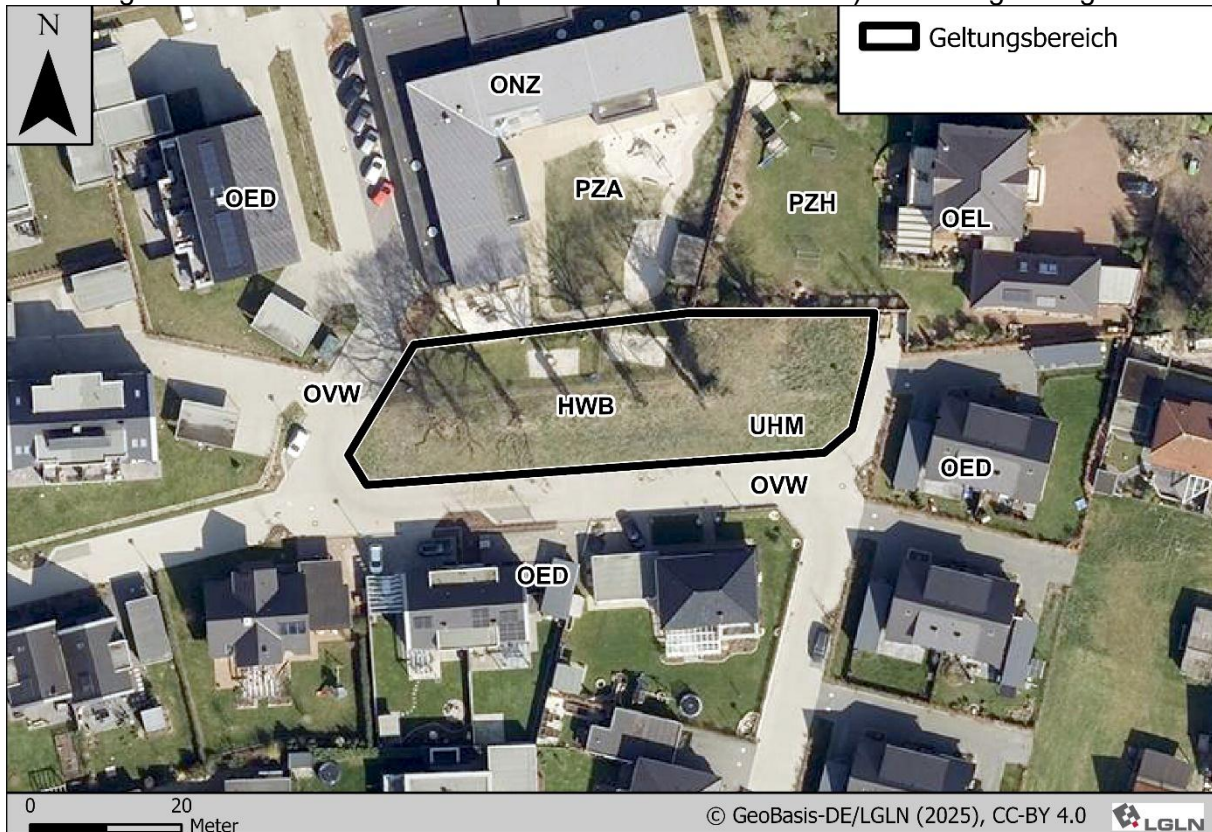 N
Geltungsbereich
ONZ
OED
PZA
PZH
OEL
OVW
HWB
UHM
OED
OVW
OED
0 20
Meter
© GeoBasis-DE/LGLN (2025), CC-BY 4.0
LGLN